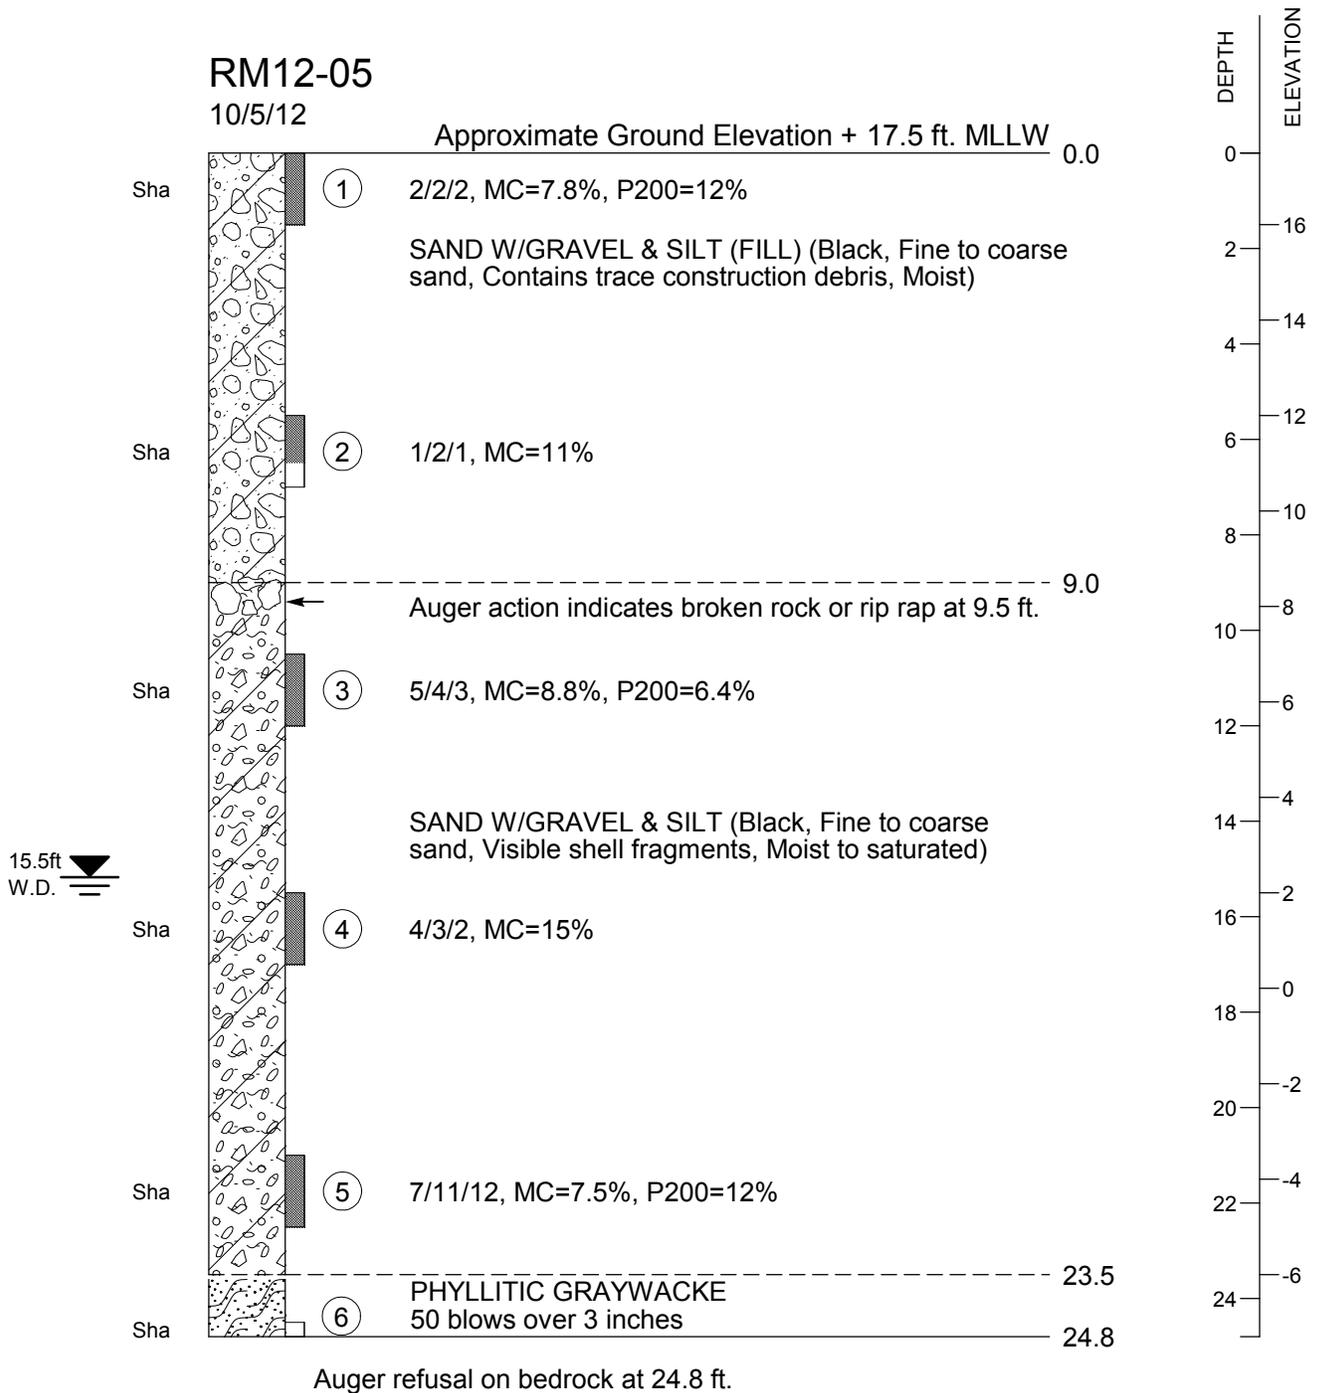 DEPTH
ELEVATION
RM12-05
10/5/12
Approximate Ground Elevation + 17.5 ft. MLLW
0.0
0
Sha
1
2/2/2, MC=7.8%, P200=12%
16
SAND W/GRAVEL & SILT (FILL) (Black, Fine to coarse
sand, Contains trace construction debris, Moist)
2
14
4
12
6
Sha
2
1/2/1, MC=11%
10
8
9.0
Auger action indicates broken rock or rip rap at 9.5 ft.
8
10
Sha
3
5/4/3, MC=8.8%, P200=6.4%
6
12
4
14
SAND W/GRAVEL & SILT (Black, Fine to coarse
sand, Visible shell fragments, Moist to saturated)
15.5ft
W.D.
2
16
Sha
4
4/3/2, MC=15%
0
18
-2
20
-4
Sha
5
7/11/12, MC=7.5%, P200=12%
22
23.5
-6
PHYLLITIC GRAYWACKE
24
6
50 blows over 3 inches
Sha
24.8
Auger refusal on bedrock at 24.8 ft.